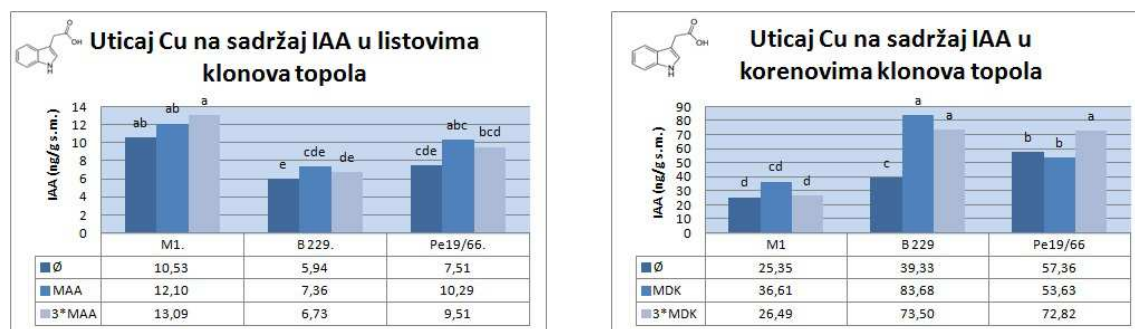 Uticaj Cu na sadržaj IAA u listovima
klonova topola
O
OH
N
H
IAA (ng/g s.m.)
14
12
10
8
6
4
2
0
ab
ab
a
e
cde
de
cde
abc
bcd
M1. B 229. Pe19/66.
Ø 10,53 5,94 7,51
MAA 12,10 7,36 10,29
3*MAA 13,09 6,73 9,51
Uticaj Cu na sadržaj IAA u
korenovima klonova topola
O
OH
N
H
IAA (ng/g s.m.)
90
80
70
60
50
40
30
20
10
0
d
cd
d
c
a
a
b
b
a
M1 B 229 Pe19/66
Ø 25,35 39,33 57,36
MDK 36,61 83,68 53,63
3*MDK 26,49 73,50 72,82